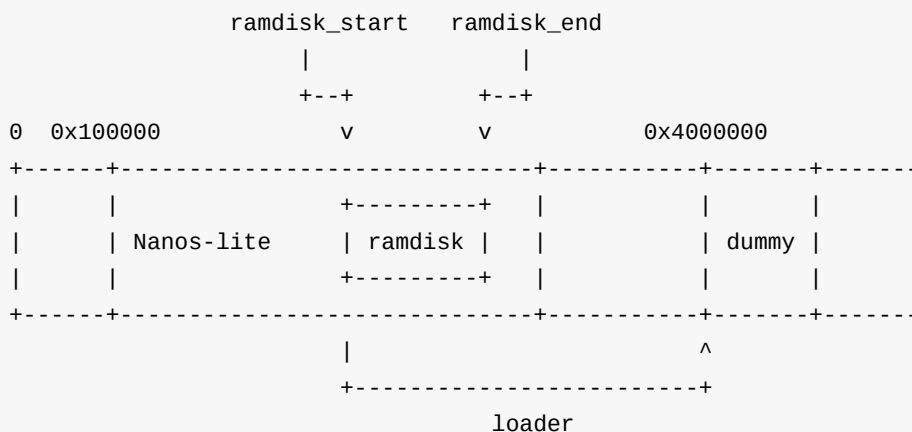 ramdisk_start ramdisk_end
0 0x100000 v v 0x4000000
Nanos-lite ramdisk dummy
loader